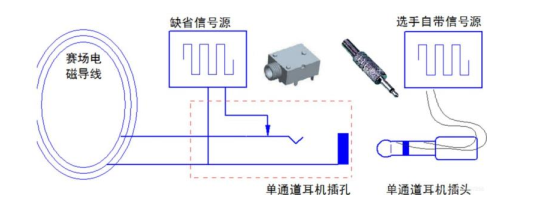 缺省信号源
选手自带信号源
赛场电
磁导线
单通道耳机插孔
单通道耳机插头